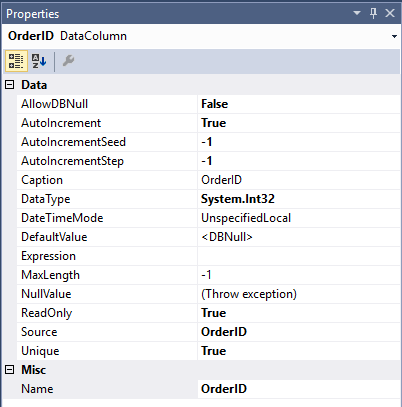 Properties
OrderID DataColumn
Data
AllowDBNull False
AutoIncrement True
AutoIncrementSeed -1
AutoIncrementStep -1
Caption OrderID
DataType System.Int32
DateTimeMode UnspecifiedLocal
DefaultValue <DBNull>
Expression
MaxLength -1
NullValue (Throw exception)
ReadOnly True
Source OrderID
Unique True
Misc
Name OrderID